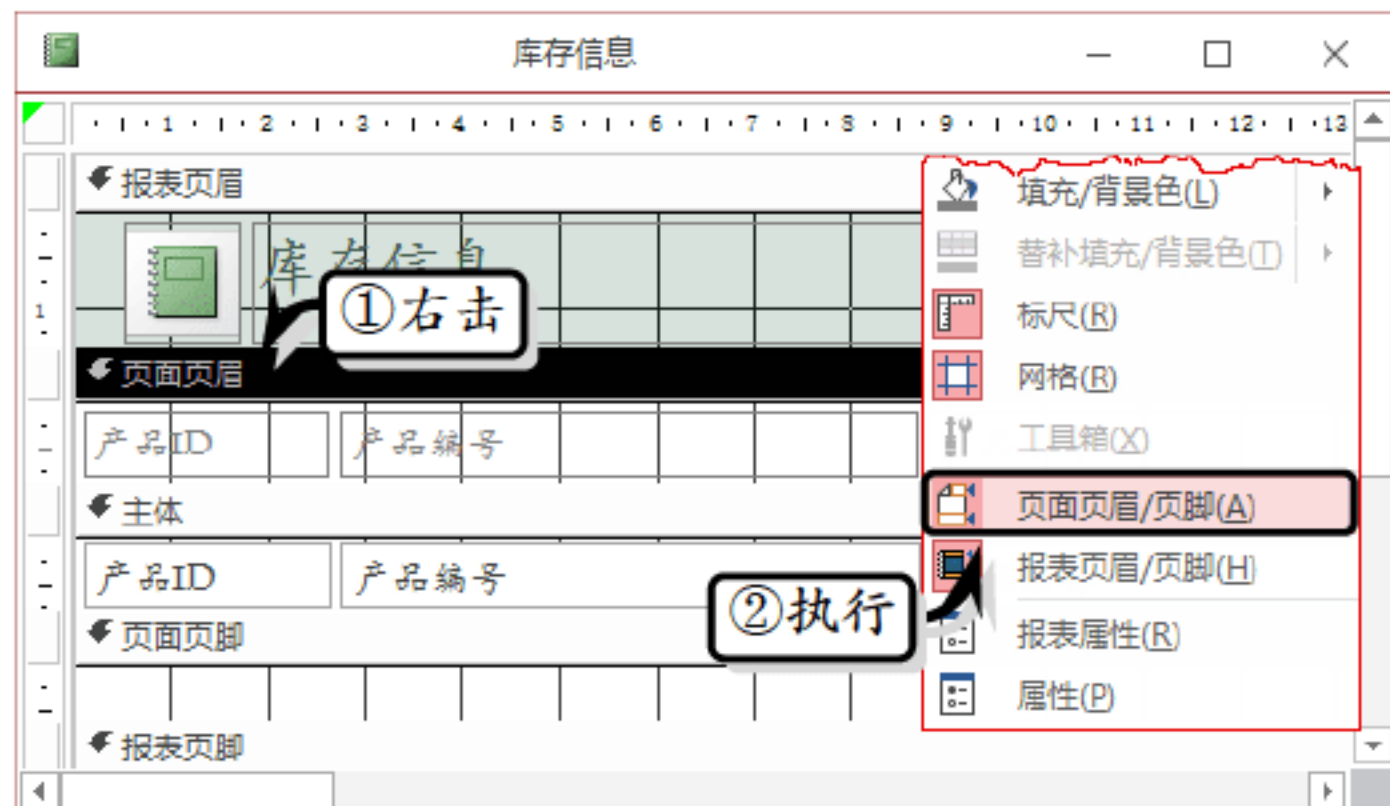 库存信息
1 2 3 4 5 6 7 8 9 10 11 12 13
报表页眉
库存信息
①右击
1
页面页眉
产品ID 产品编号
主体
产品ID 产品编号
页面页脚
报表页脚
填充/背景色(L)
替补填充/背景色(T)
标尺(R)
网格(R)
工具箱(X)
页面页眉/页脚(A)
报表页眉/页脚(H)
②执行
报表属性(R)
属性(P)